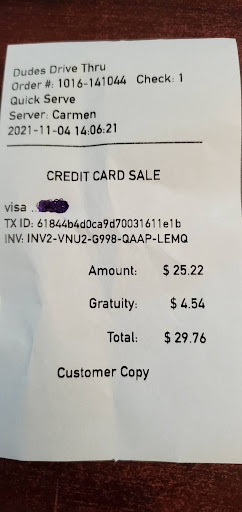 Dudes Drive Thru
Order #: 1016-141044 Check: 1
Quick Serve
Server: Carmen
2021-11-04 14:06:21
CREDIT CARD SALE
visa ..
TX ID: 61844b4d0ca9d70031611e1b
INV: INV2-VNU2-G998-QAAP-LEMQ
Amount: $ 25.22
Gratuity: $ 4.54
Total: $ 29.76
Customer Copy